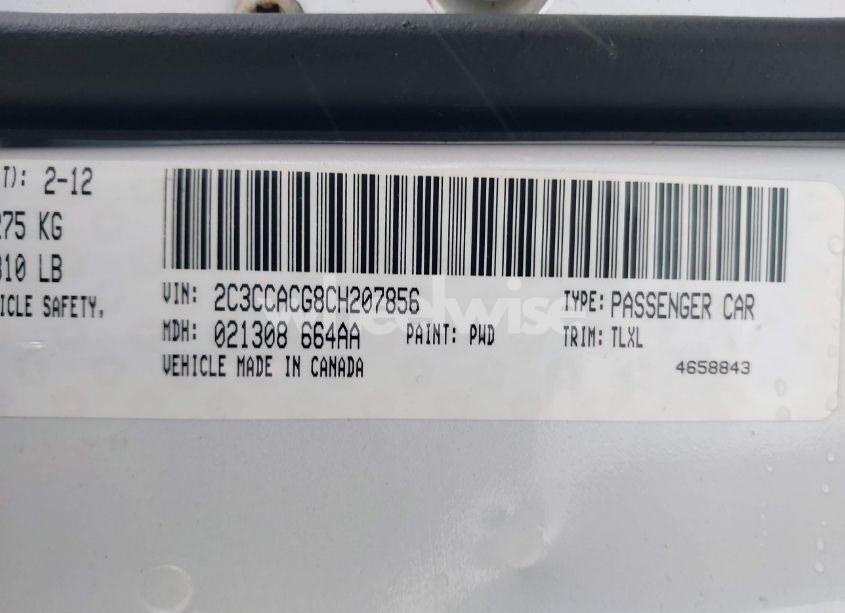 T): 2-12
275 KG
310 LB
ICLE SAFETY,
VIN: 2C3CCACG8CH207856 TYPE: PASSENGER CAR
MDH: 021308 664AA PAINT: PWD TRIM: TLXL
VEHICLE MADE IN CANADA 4658843